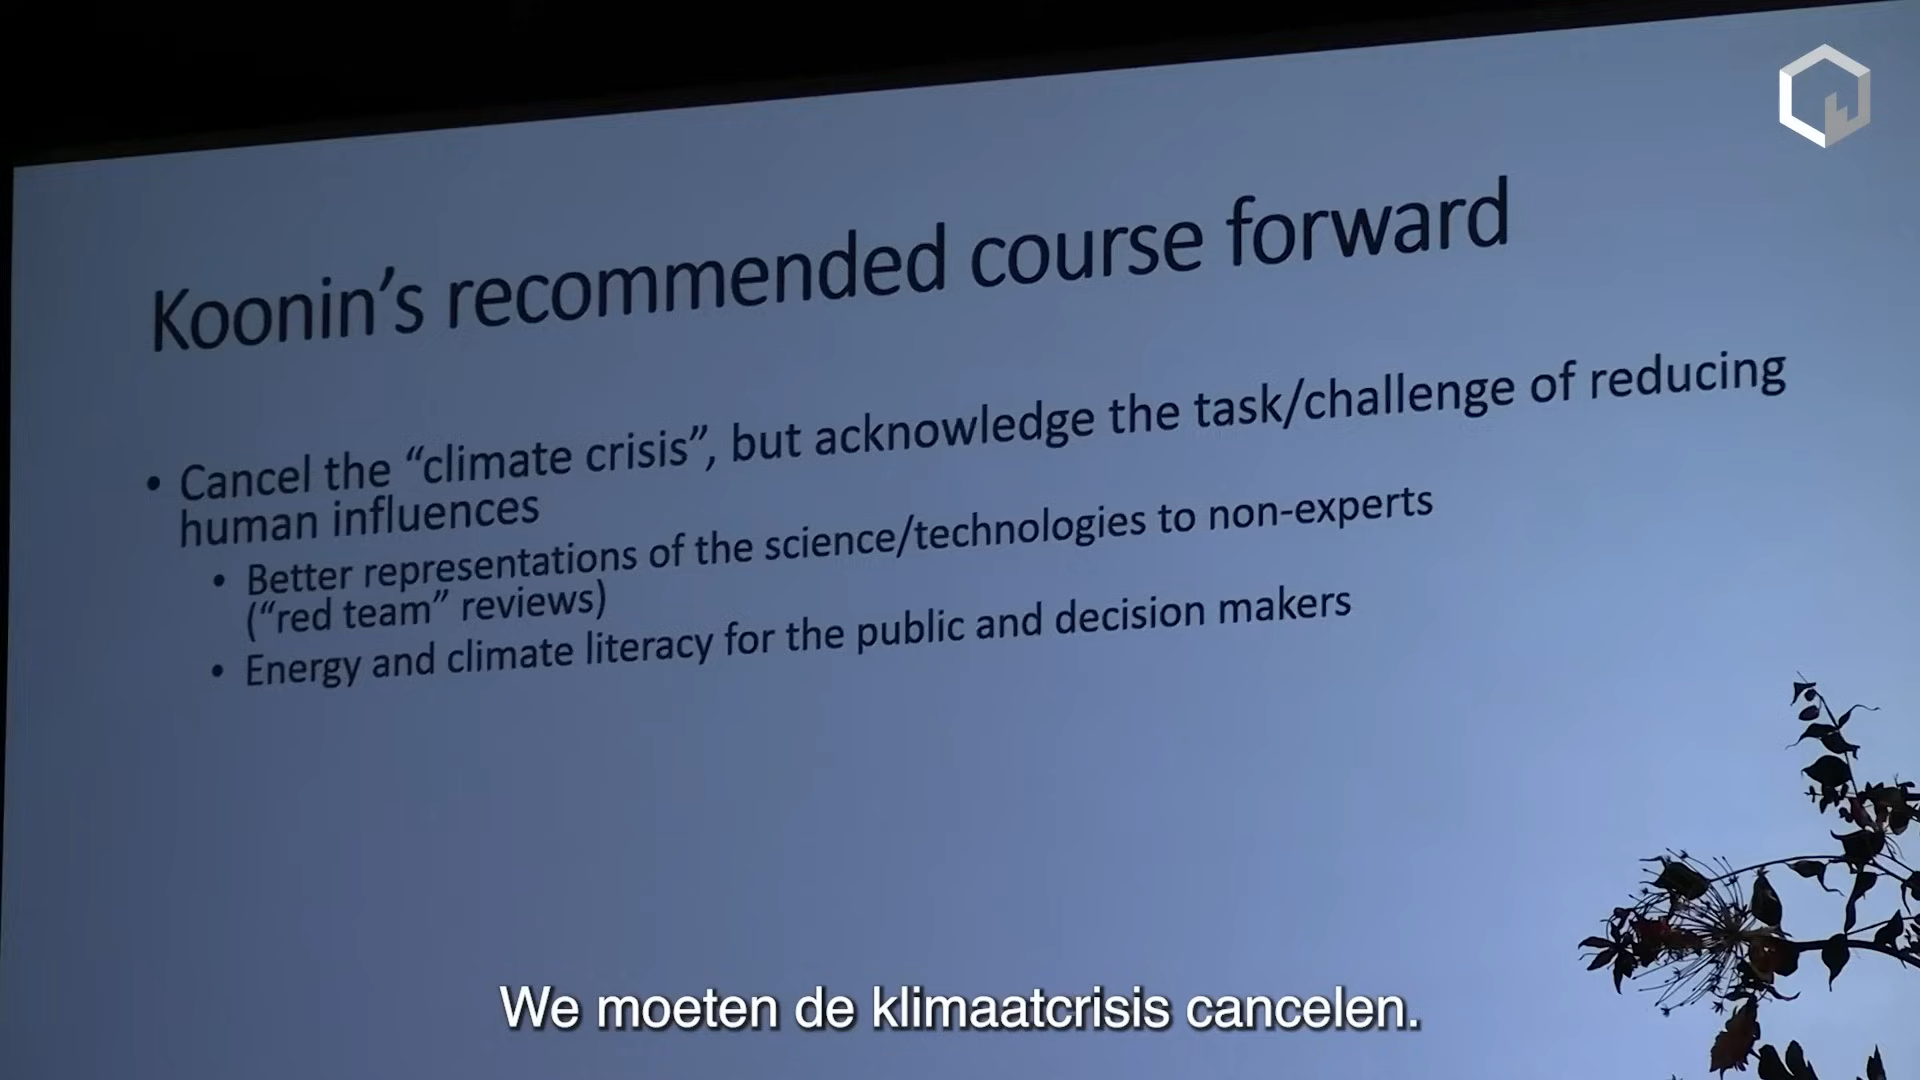 Koonin’s recommended course forward
• Cancel the “climate crisis”, but acknowledge the task/challenge of reducing
human influences
• Better representations of the science/technologies to non-experts
(“red team” reviews)
• Energy and climate literacy for the public and decision makers
We moeten de klimaatcrisis cancelen.